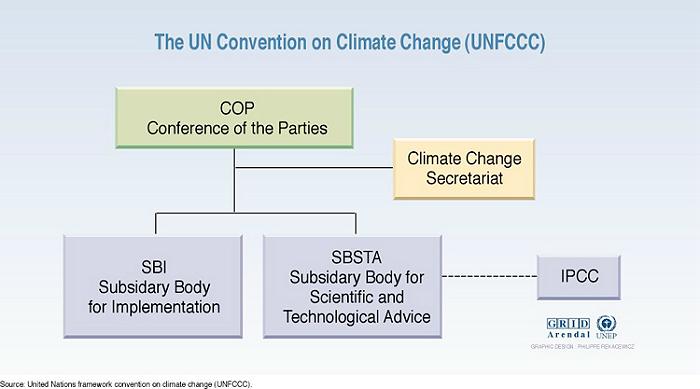 The UN Convention on Climate Change (UNFCCC)
COP
Conference of the Parties
Climate Change
Secretariat
SBI
Subsidary Body
for Implementation
SBSTA
Subsidary Body for
Scientific and
Technological Advice
IPCC
GRID
Arendal
UNEP
GRAPHIC DESIGN : PHILIPPE REKACEWICZ
Source: United Nations framework convention on climate change (UNFCCC).